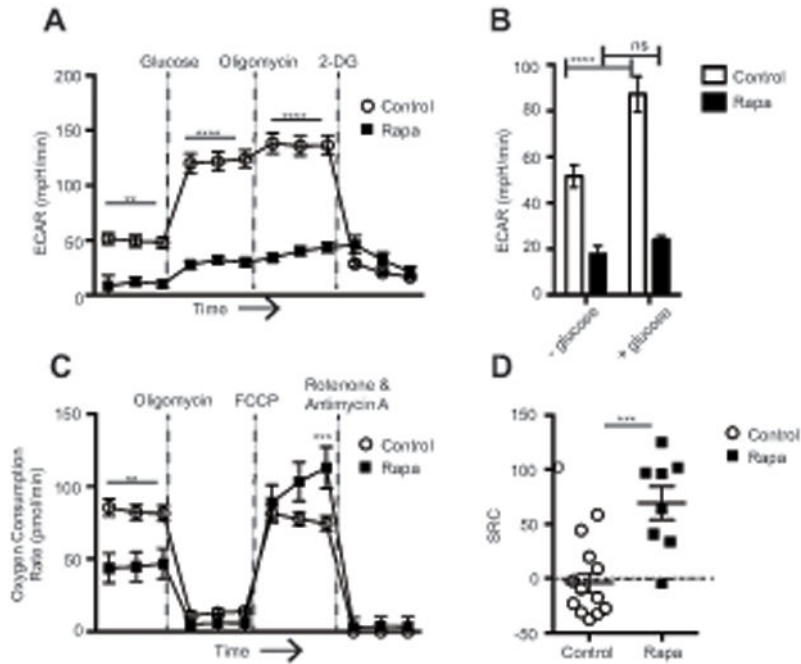 A
Glucose Oligomycin 2-DG
200
150
100
50
0
ECAR (mpH/min)
**
****
****
Control
Rapa
Time
B
ns
****
100
80
60
40
20
0
ECAR (mpH/min)
- glucose
+ glucose
Control
Rapa
C
Oligomycin FCCP Rotenone &
Antimycin A
150
100
50
0
Oxygen Consumption
Rate (pmol/min)
**
***
Control
Rapa
Time
D
150
100
50
0
-50
SRC
***
Control
Rapa
Control Rapa